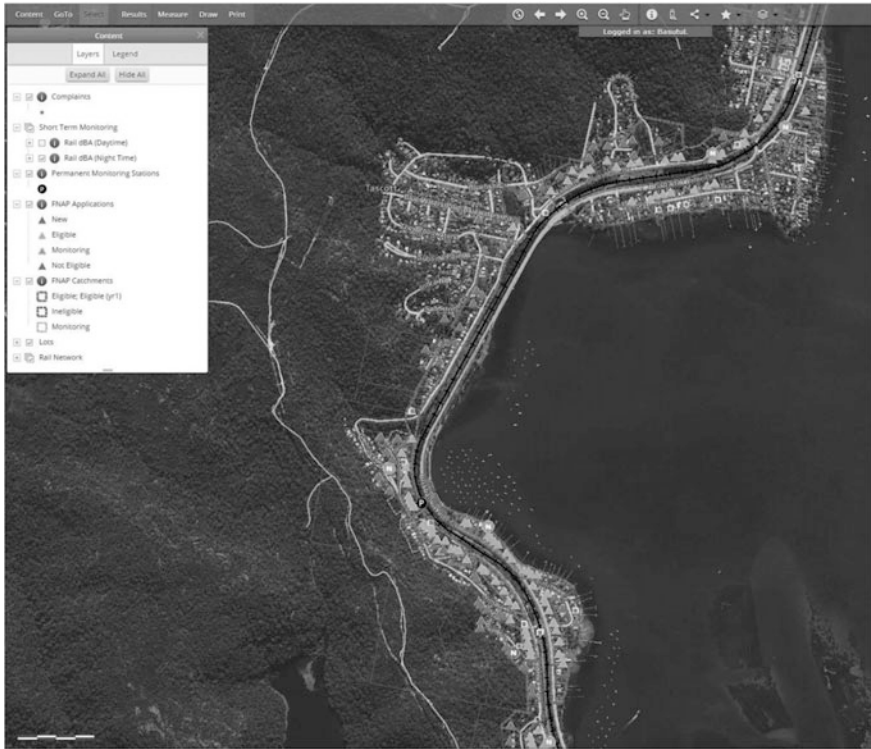 Content GoTo Select Results Measure Draw Print
Logged in as: Basutul.
Content
Layers Legend
Expand All Hide All
Complaints
Short Term Monitoring
Rail dBA (Daytime)
Rail dBA (Night Time)
Permanent Monitoring Stations
P
FNAP Applications
New
Eligible
Monitoring
Not Eligible
FNAP Catchments
Eligible; Eligible (yr1)
Ineligible
Monitoring
Lots
Rail Network
Tascott
P